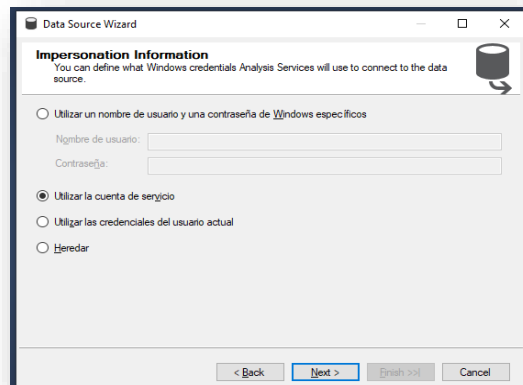 Data Source Wizard
Impersonation Information
You can define what Windows credentials Analysis Services will use to connect to the data
source.
Utilizar un nombre de usuario y una contraseña de Windows específicos
Nombre de usuario:
Contraseña:
Utilizar la cuenta de servicio
Utilizar las credenciales del usuario actual
Heredar
< Back
Next >
Finish >>|
Cancel